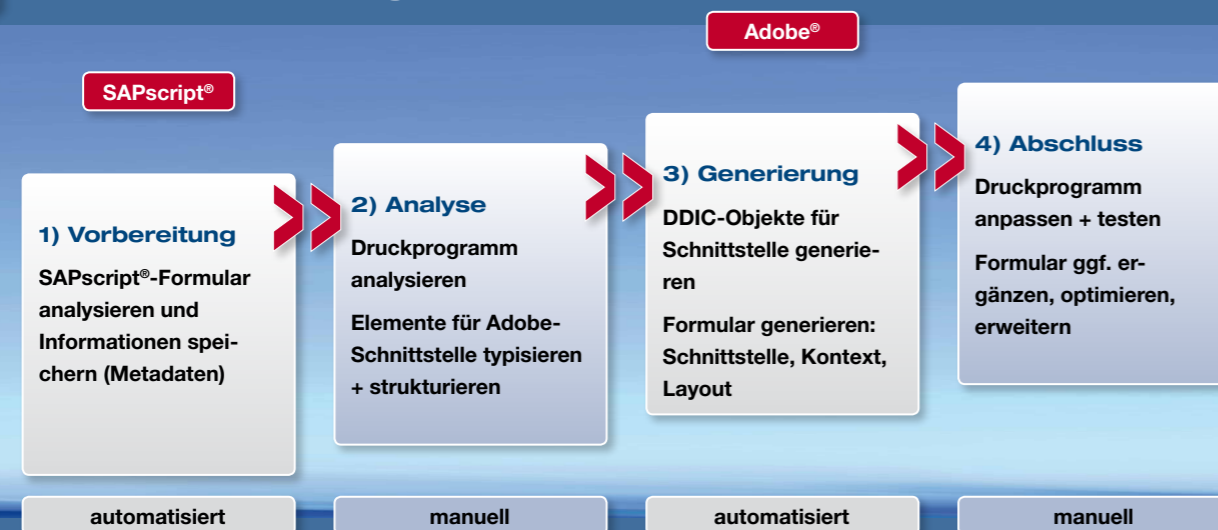 Adobe®
SAPscript®
1) Vorbereitung
SAPscript®-Formular
analysieren und
Informationen spei-
chern (Metadaten)
2) Analyse
Druckprogramm
analysieren
Elemente für Adobe-
Schnittstelle typisieren
+ strukturieren
3) Generierung
DDIC-Objekte für
Schnittstelle generie-
ren
Formular generieren:
Schnittstelle, Kontext,
Layout
4) Abschluss
Druckprogramm
anpassen + testen
Formular ggf. er-
gänzen, optimieren,
erweitern
automatisiert
manuell
automatisiert
manuell